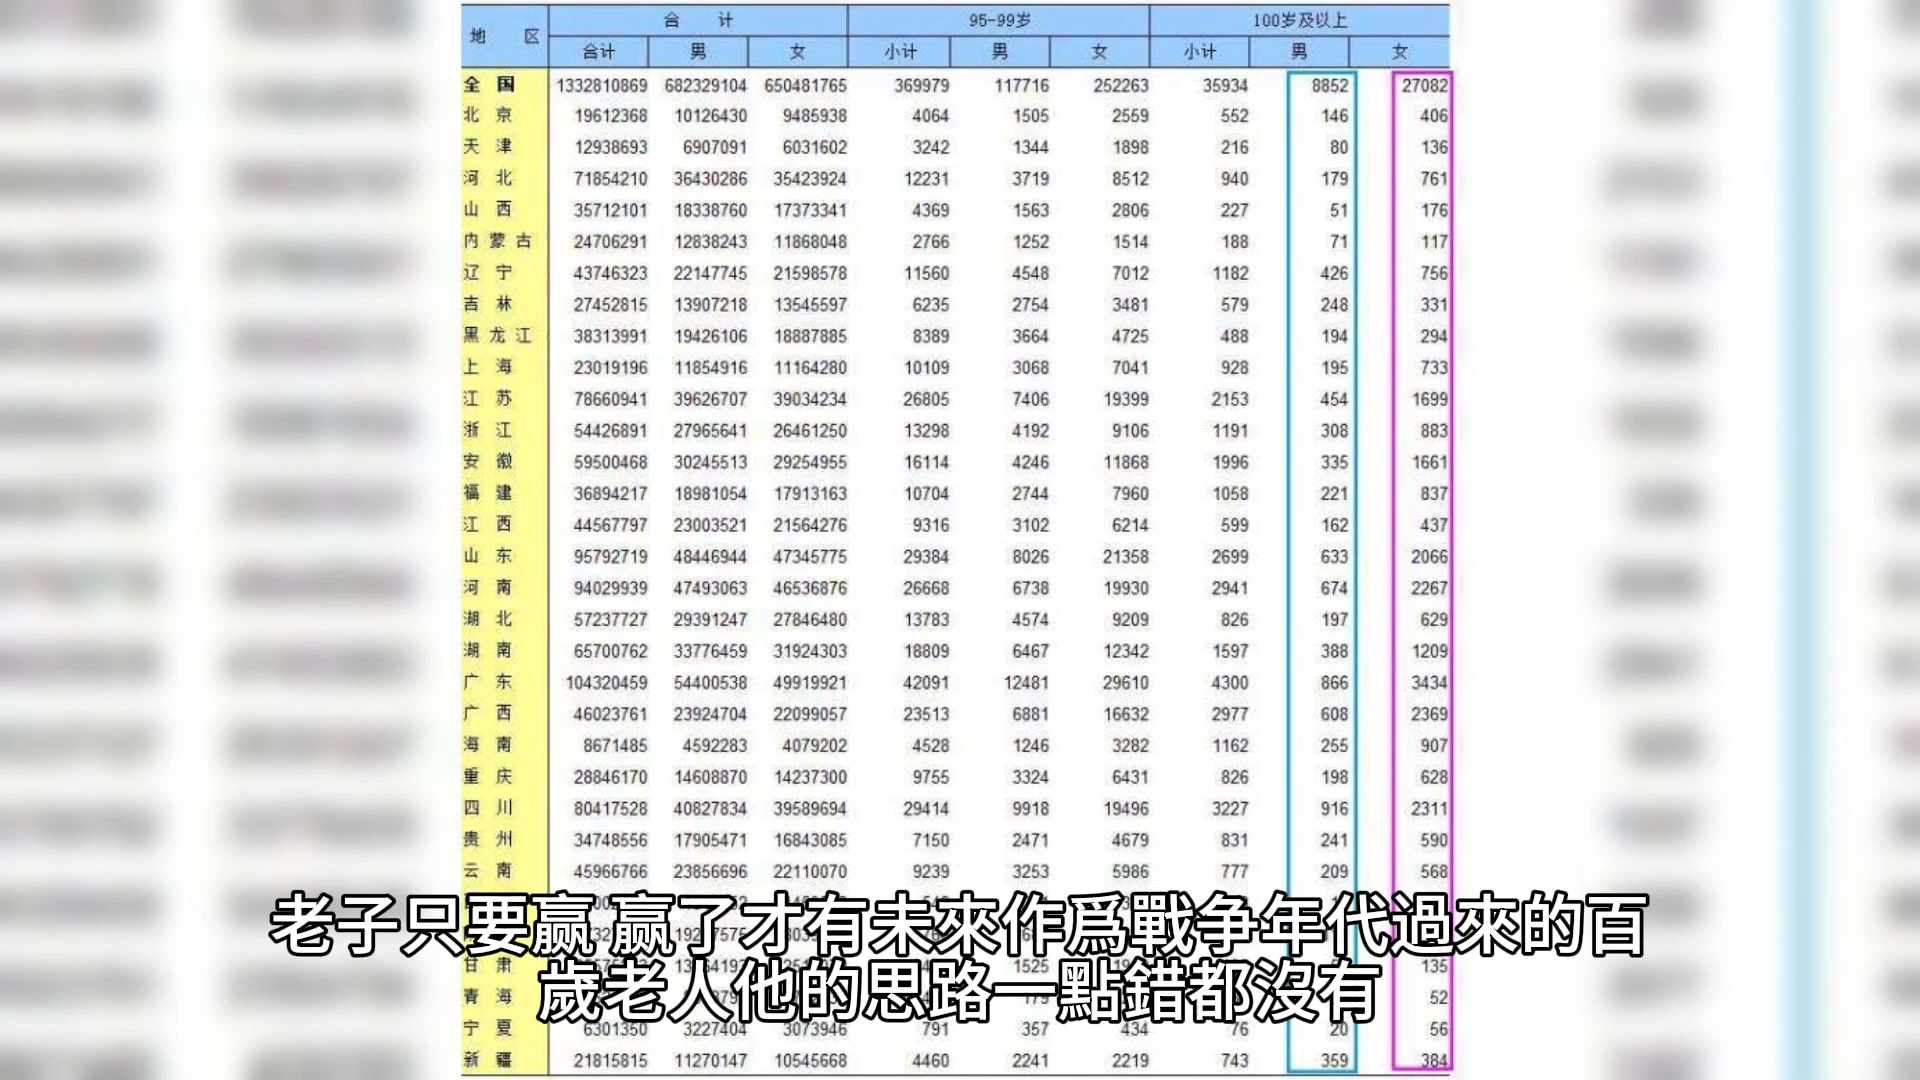 地 区 合 计 95-99岁 100岁及以上
合计 男 女 小计 男 女 小计 男 女
全 国 1332810869 682329104 650481765 369979 117716 252263 35934 8852 27082
北 京 19612368 10126430 9485938 4064 1505 2559 552 146 406
天 津 12938693 6907091 6031602 3242 1344 1898 216 80 136
河 北 71854210 36430286 35423924 12231 3719 8512 940 179 761
山 西 35712101 18338760 17373341 4369 1563 2806 227 51 176
内 蒙 古 24706291 12838243 11868048 2766 1252 1514 188 71 117
辽 宁 43746323 22147745 21598578 11560 4548 7012 1182 426 756
吉 林 27452815 13907218 13545597 6235 2754 3481 579 248 331
黑 龙 江 38313991 19426106 18887885 8389 3664 4725 488 194 294
上 海 23019196 11854916 11164280 10109 3068 7041 928 195 733
江 苏 78660941 39626707 39034234 26805 7406 19399 2153 454 1699
浙 江 54426891 27965641 26461250 13298 4192 9106 1191 308 883
安 徽 59500468 30245513 29254955 16114 4246 11868 1996 335 1661
福 建 36894217 18981054 17913163 10704 2744 7960 1058 221 837
江 西 44567797 23003521 21564276 9316 3102 6214 599 162 437
山 东 95792719 48446944 47345775 29384 8026 21358 2699 633 2066
河 南 94029939 47493063 46536876 26668 6738 19930 2941 674 2267
湖 北 57237727 29391247 27846480 13783 4574 9209 826 197 629
湖 南 65700762 33776459 31924303 18809 6467 12342 1597 388 1209
广 东 104320459 54400538 49919921 42091 12481 29610 4300 866 3434
广 西 46023761 23924704 22099057 23513 6881 16632 2977 608 2369
海 南 8671485 4592283 4079202 4528 1246 3282 1162 255 907
重 庆 28846170 14608870 14237300 9755 3324 6431 826 198 628
四 川 80417528 40827834 39589694 29414 9918 19496 3227 916 2311
贵 州 34748556 17905471 16843085 7150 2471 4679 831 241 590
云 南 45966766 23856696 22110070 9239 3253 5986 777 209 568
老子只要贏 贏了才有未來作爲戰争年代過來的百
甘 肃 1525 135
歲老人他的思路一點錯都沒有
青 海 52
宁 夏 6301350 3227404 3073946 791 357 434 76 20 56
新 疆 21815815 11270147 10545668 4460 2241 2219 743 359 384